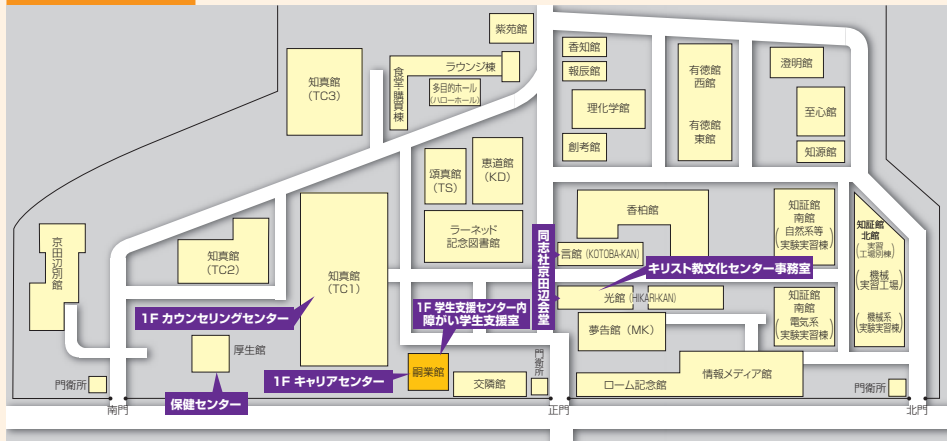 紫苑館
香知館
報辰館
ラウンジ棟
食堂・購買棟
多目的ホール
(ハローホール)
知真館
(TC3)
理化学館
創考館
有徳館
西館
有徳館
東館
澄明館
至心館
知源館
頌真館
(TS)
恵道館
(KD)
ラーネッド
記念図書館
香柏館
知証館
南館
(自然系等
実験実習棟)
知証館
北館
(実習
工場別棟)
(機械
実習工場)
(機械系
実験実習棟)
京田辺別館
知真館
(TC2)
知真館
(TC1)
同志社京田辺会堂
言館 (KOTOBA-KAN)
キリスト教文化センター事務室
光館 (HIKARI-KAN)
1F カウンセリングセンター
1F 学生支援センター内
障がい学生支援室
夢告館 (MK)
知証館
南館
(電気系
実験実習棟)
厚生館
1F キャリアセンター
嗣業館
交隣館
門衛所
ローム記念館
情報メディア館
門衛所
保健センター
門衛所
南門
正門
北門